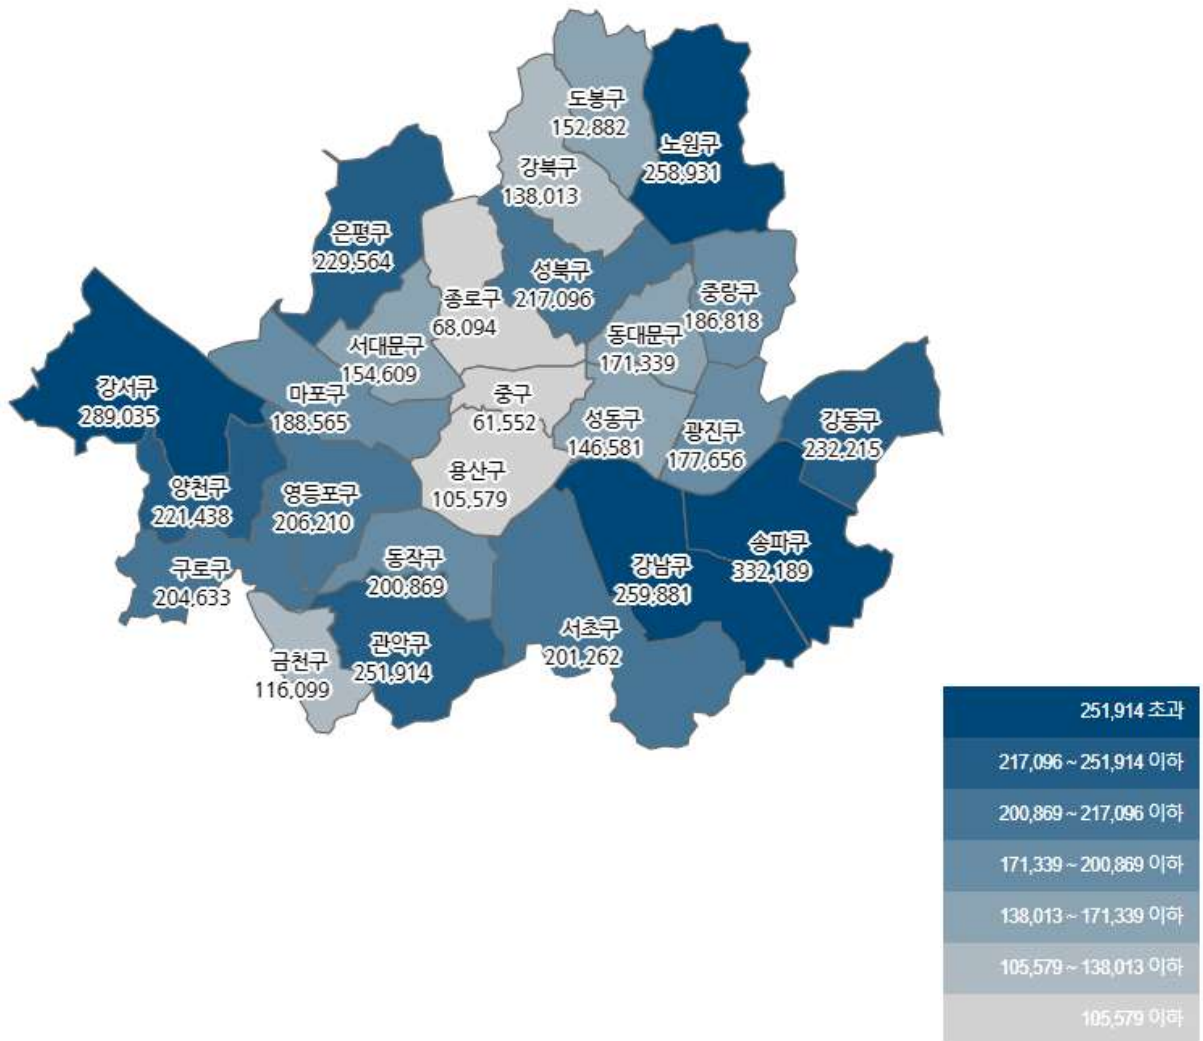 도봉구
152,882
노원구
258,931
강북구
138,013
은평구
229,564
성북구
217,096
중랑구
186,818
종로구
68,094
동대문구
171,339
서대문구
154,609
강서구
289,035
마포구
188,565
중구
61,552
성동구
146,581
광진구
177,656
강동구
232,215
용산구
105,579
양천구
221,438
영등포구
206,210
동작구
200,869
구로구
204,633
강남구
259,881
송파구
332,189
서초구
201,262
관악구
251,914
금천구
116,099
251,914 초과
217,096 ~ 251,914 이하
200,869 ~ 217,096 이하
171,339 ~ 200,869 이하
138,013 ~ 171,339 이하
105,579 ~ 138,013 이하
105,579 이하